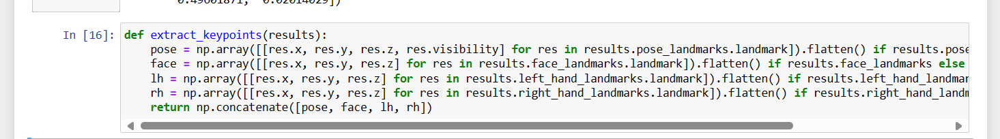 0.49601871,  0.02014029])
In [16]: def extract_keypoints(results):
pose = np.array([[res.x, res.y, res.z, res.visibility] for res in results.pose_landmarks.landmark]).flatten() if results.pose
face = np.array([[res.x, res.y, res.z] for res in results.face_landmarks.landmark]).flatten() if results.face_landmarks else
lh = np.array([[res.x, res.y, res.z] for res in results.left_hand_landmarks.landmark]).flatten() if results.left_hand_landmar
rh = np.array([[res.x, res.y, res.z] for res in results.right_hand_landmarks.landmark]).flatten() if results.right_hand_landm
return np.concatenate([pose, face, lh, rh])